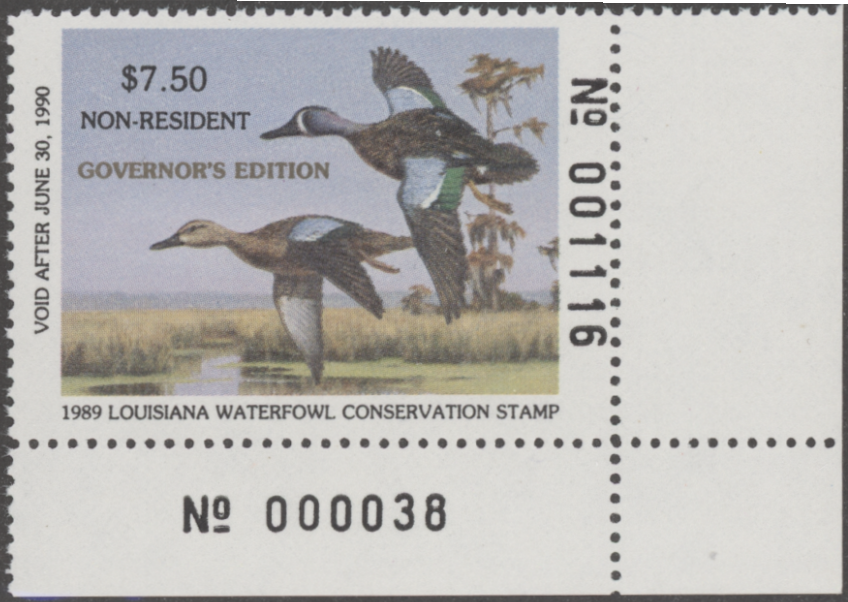 $7.50
NON-RESIDENT
GOVERNOR'S EDITION
VOID AFTER JUNE 30, 1990
Nº 001116
1989 LOUISIANA WATERFOWL CONSERVATION STAMP
Nº 000038